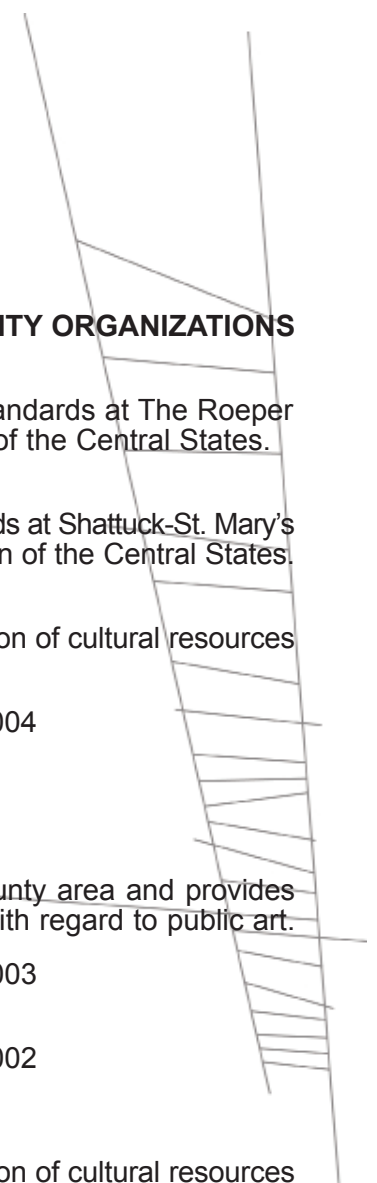 ITY ORGANIZATIONS
andards at The Roeper
of the Central States.
ds at Shattuck-St. Mary's
n of the Central States.
on of cultural resources
004
unty area and provides
ith regard to public art.
003
002
on of cultural resources